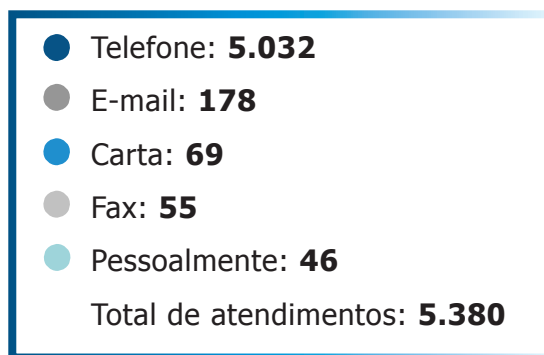 Telefone: 5.032
E-mail: 178
Carta: 69
Fax: 55
Pessoalmente: 46
Total de atendimentos: 5.380